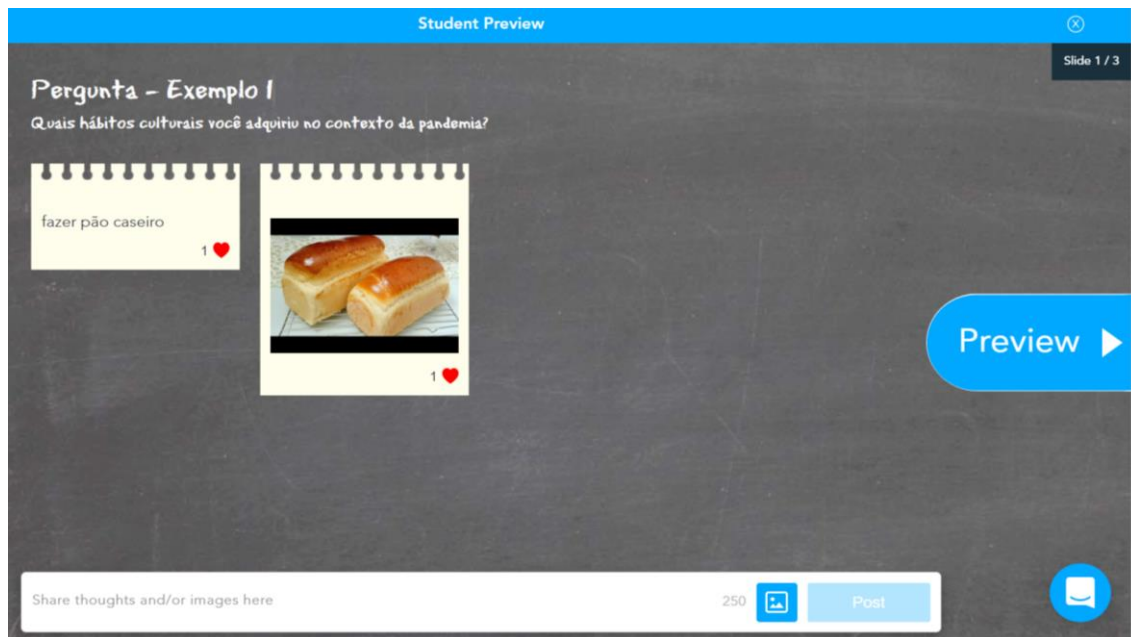 Student Preview
Slide 1 / 3
Pergunta - Exemplo 1
Quais hábitos culturais você adquiriu no contexto da pandemia?
fazer pão caseiro
1
1
Preview
Share thoughts and/or images here
250
Post